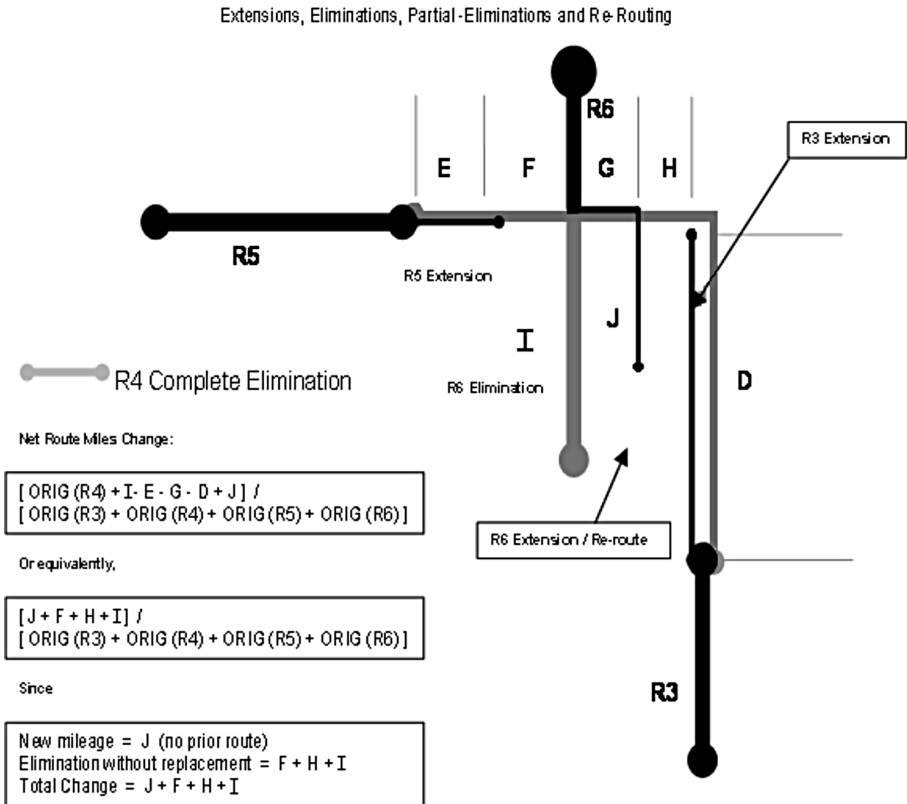 Extensions, Eliminations, Partial-Eliminations and Re-Routing
R6
R3 Extension
E
F
G
H
R5
R5 Extension
I
J
D
R4 Complete Elimination
R6 Elimination
Net Route Miles Change:
[ ORIG (R4) + I - E - G - D + J ] /
[ ORIG (R3) + ORIG (R4) + ORIG (R5) + ORIG (R6) ]
R6 Extension / Re-route
Or equivalently,
[ J + F + H + I ] /
[ ORIG (R3) + ORIG (R4) + ORIG (R5) + ORIG (R6) ]
Since
R3
New mileage = J (no prior route)
Elimination without replacement = F + H + I
Total Change = J + F + H + I